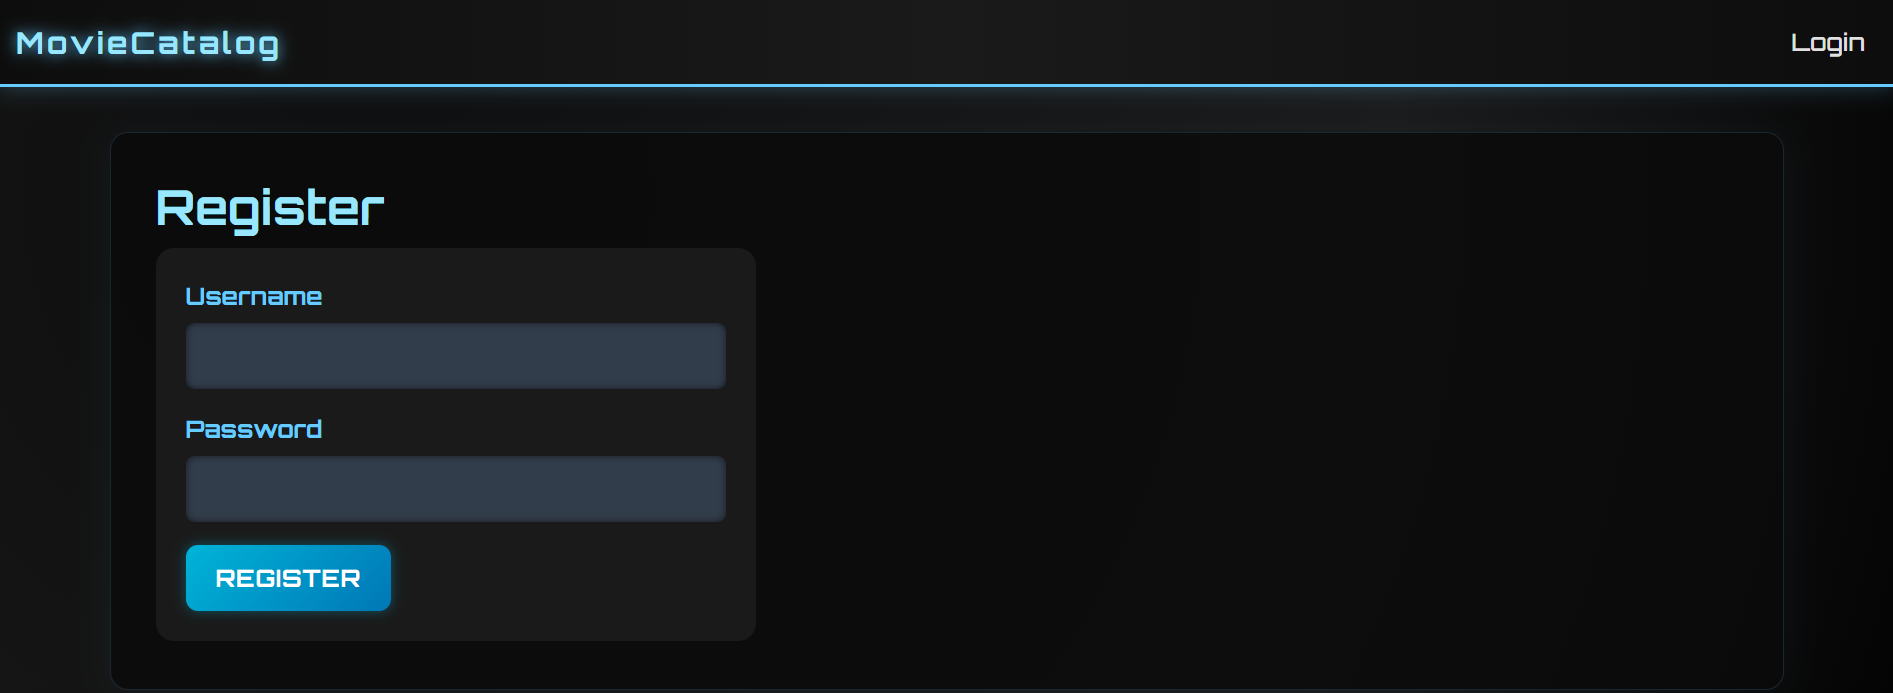 MovieCatalog
Login
Register
Username
Password
REGISTER